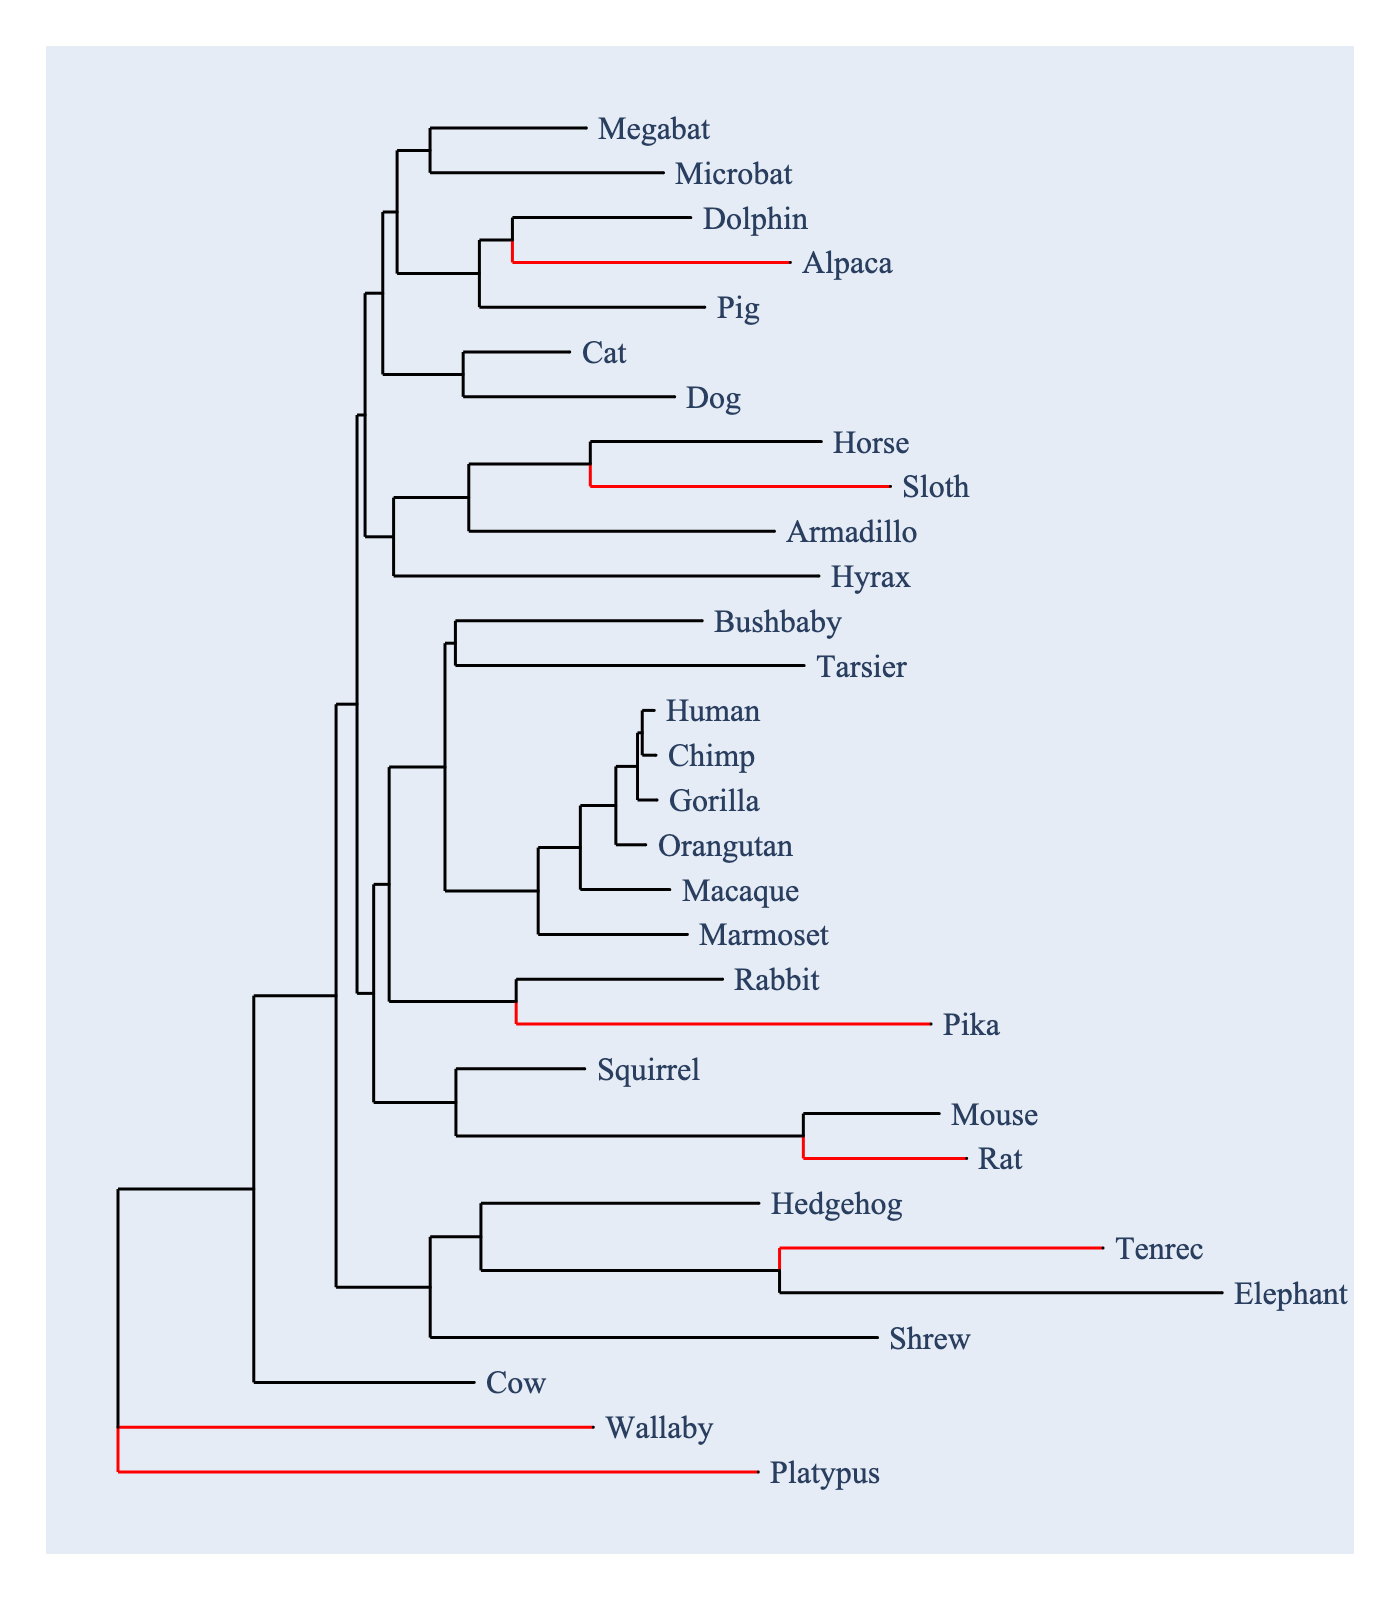 Megabat
Microbat
Dolphin
Alpaca
Pig
Cat
Dog
Horse
Sloth
Armadillo
Hyrax
Bushbaby
Tarsier
Human
Chimp
Gorilla
Orangutan
Macaque
Marmoset
Rabbit
Pika
Squirrel
Mouse
Rat
Hedgehog
Tenrec
Elephant
Shrew
Cow
Wallaby
Platypus